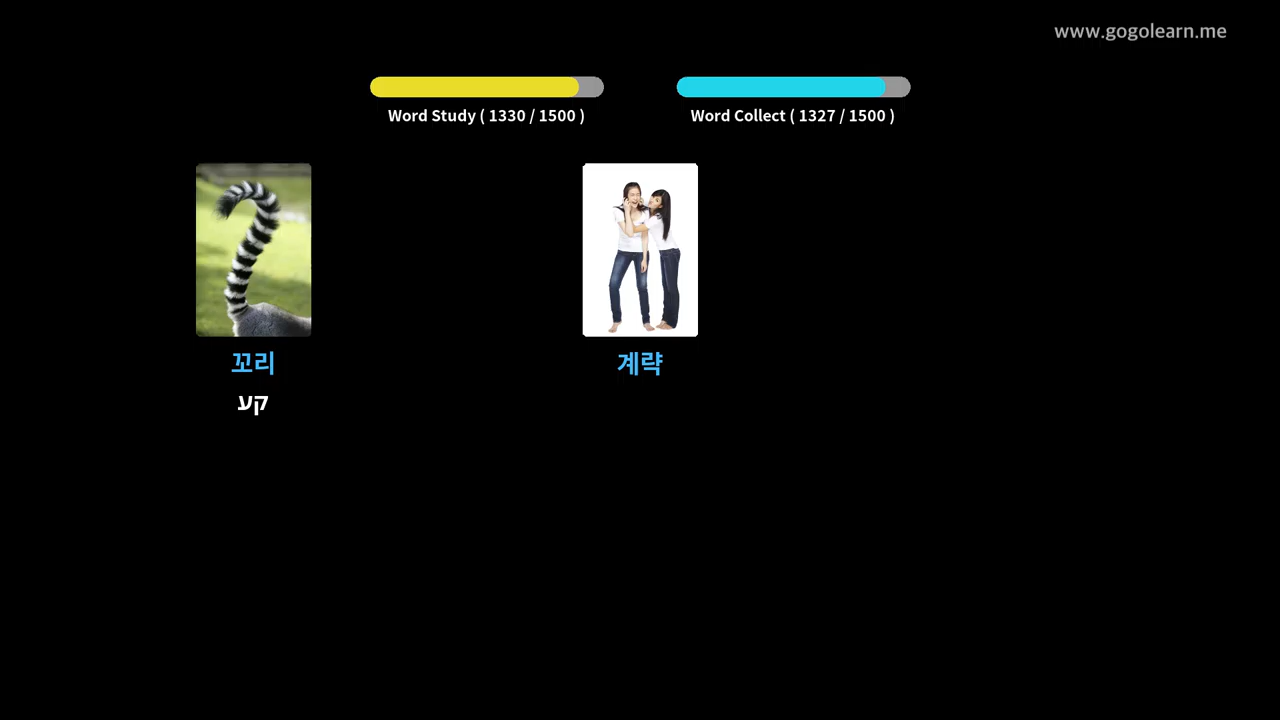 www.gogolearn.me
Word Study ( 1330 / 1500 )
Word Collect ( 1327 / 1500 )
꼬리
계략
קע